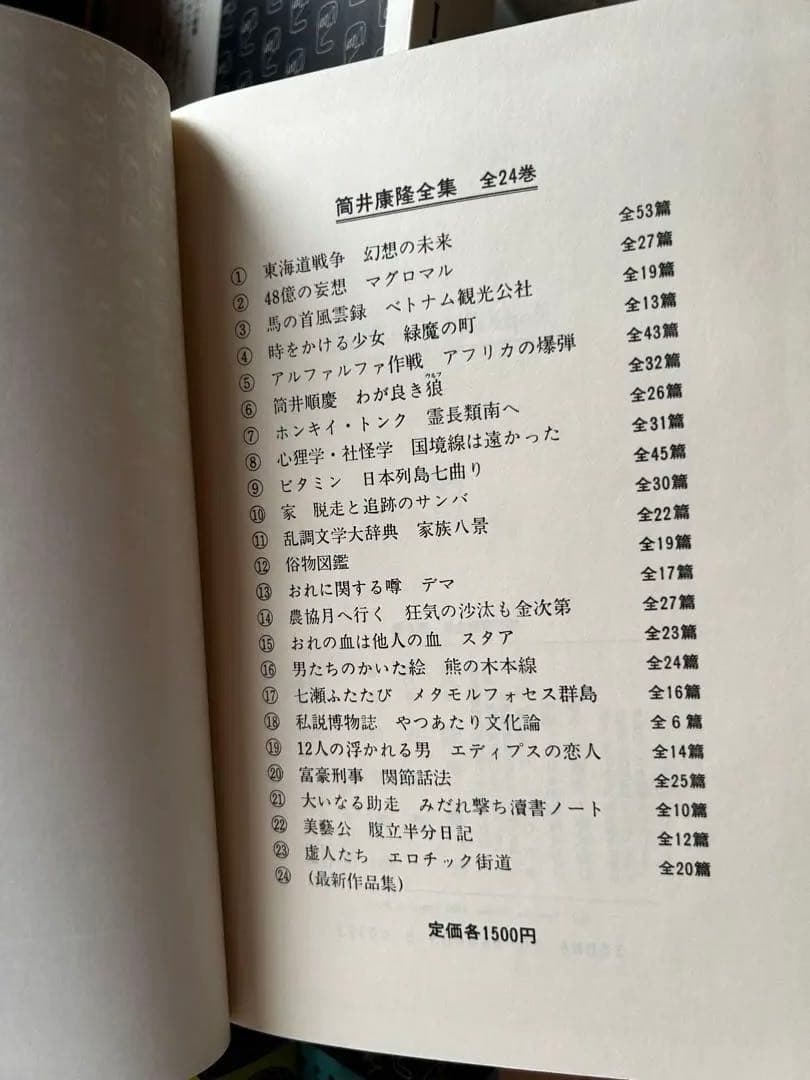 筒井康隆全集　全24巻
① 東海道戦争　幻想の未来　全53篇
② 48億の妄想　マグロマル　全27篇
③ 馬の首風雲録　ベトナム観光公社　全19篇
④ 時をかける少女　緑魔の町　全13篇
⑤ アルファルファ作戦　アフリカの爆弾　全43篇
⑥ 筒井順慶　わが良き狼(ウルフ)　全32篇
⑦ ホンキイ・トンク　霊長類南へ　全26篇
⑧ 心狸学・社怪学　国境線は遠かった　全31篇
⑨ ビタミン　日本列島七曲り　全45篇
⑩ 家　脱走と追跡のサンバ　全30篇
⑪ 乱調文学大辞典　家族八景　全22篇
⑫ 俗物図鑑　全19篇
⑬ おれに関する噂　デマ　全17篇
⑭ 農協月へ行く　狂気の沙汰も金次第　全27篇
⑮ おれの血は他人の血　スタア　全23篇
⑯ 男たちのかいた絵　熊の木本線　全24篇
⑰ 七瀬ふたたび　メタモルフォセス群島　全16篇
⑱ 私説博物誌　やつあたり文化論　全6篇
⑲ 12人の浮かれる男　エディプスの恋人　全14篇
⑳ 富豪刑事　関節話法　全25篇
㉑ 大いなる助走　みだれ撃ち瀆書ノート　全10篇
㉒ 美藝公　腹立半分日記　全12篇
㉓ 虚人たち　エロチック街道　全20篇
㉔ (最新作品集)
定価各1500円